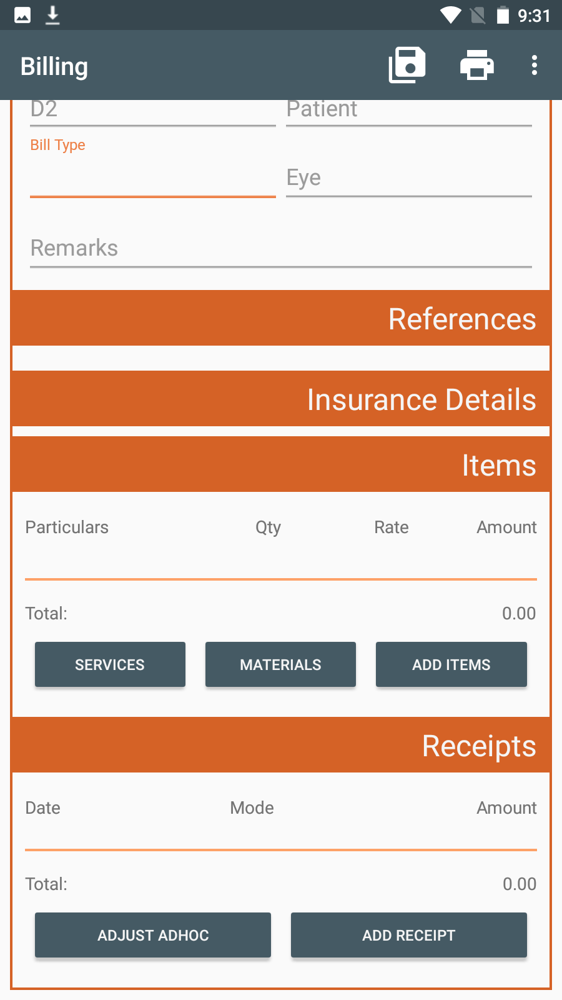 9:31
Billing
D2 Patient
Bill Type
Eye
Remarks
References
Insurance Details
Items
Particulars Qty Rate Amount
Total: 0.00
SERVICES MATERIALS ADD ITEMS
Receipts
Date Mode Amount
Total: 0.00
ADJUST ADHOC ADD RECEIPT